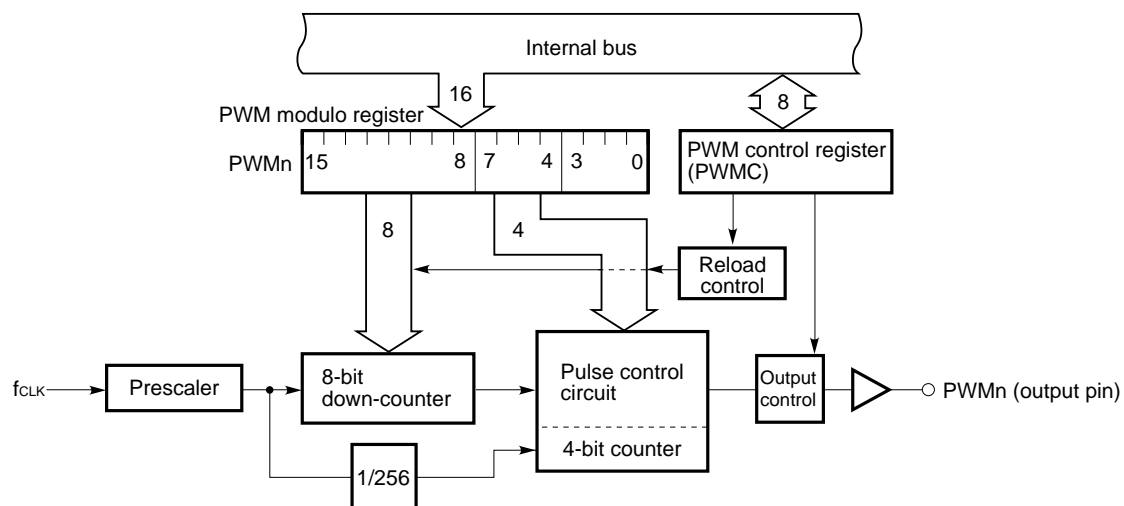 Internal bus
16
8
PWM modulo register
PWMn
15
8
7
4
3
0
PWM control register
(PWMC)
8
4
Reload
control
fCLK
Prescaler
8-bit
down-counter
Pulse control
circuit
4-bit counter
Output
control
PWMn (output pin)
1/256